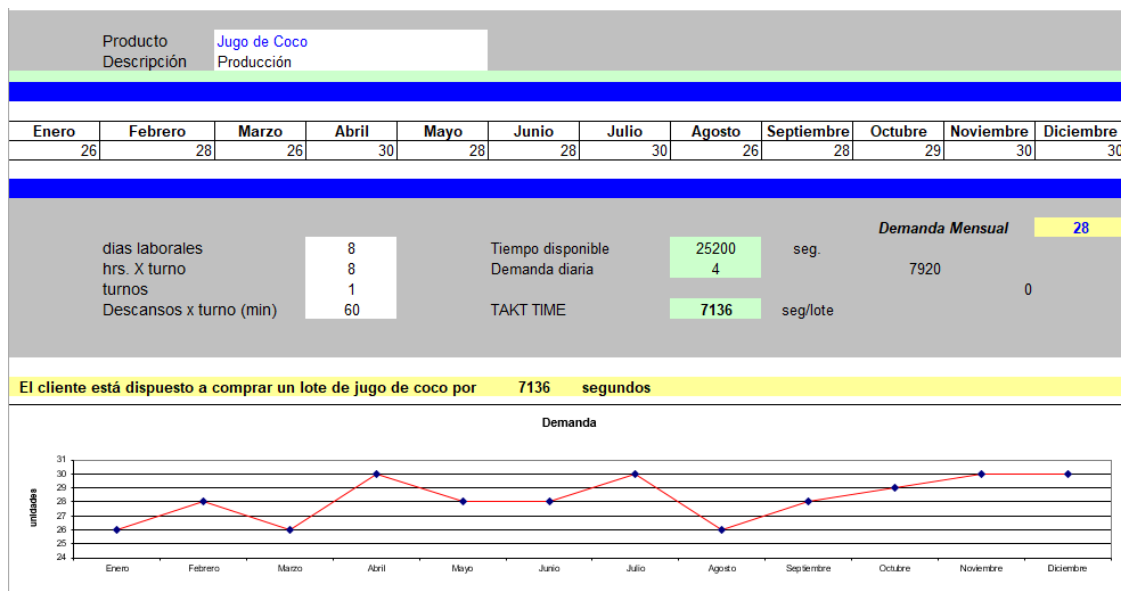 Producto Jugo de Coco
Descripción Producción
Enero Febrero Marzo Abril Mayo Junio Julio Agosto Septiembre Octubre Noviembre Diciembre
26 28 26 30 28 28 30 26 28 29 30 30
Demanda Mensual 28
dias laborales 8 Tiempo disponible 25200 seg.
hrs. X turno 8 Demanda diaria 4 7920
turnos 1 0
Descansos x turno (min) 60 TAKT TIME 7136 seg/lote
El cliente está dispuesto a comprar un lote de jugo de coco por 7136 segundos
Demanda
unidades
31
30
29
28
27
26
25
24
Enero Febrero Marzo Abril Mayo Junio Julio Agosto Septiembre Octubre Noviembre Diciembre